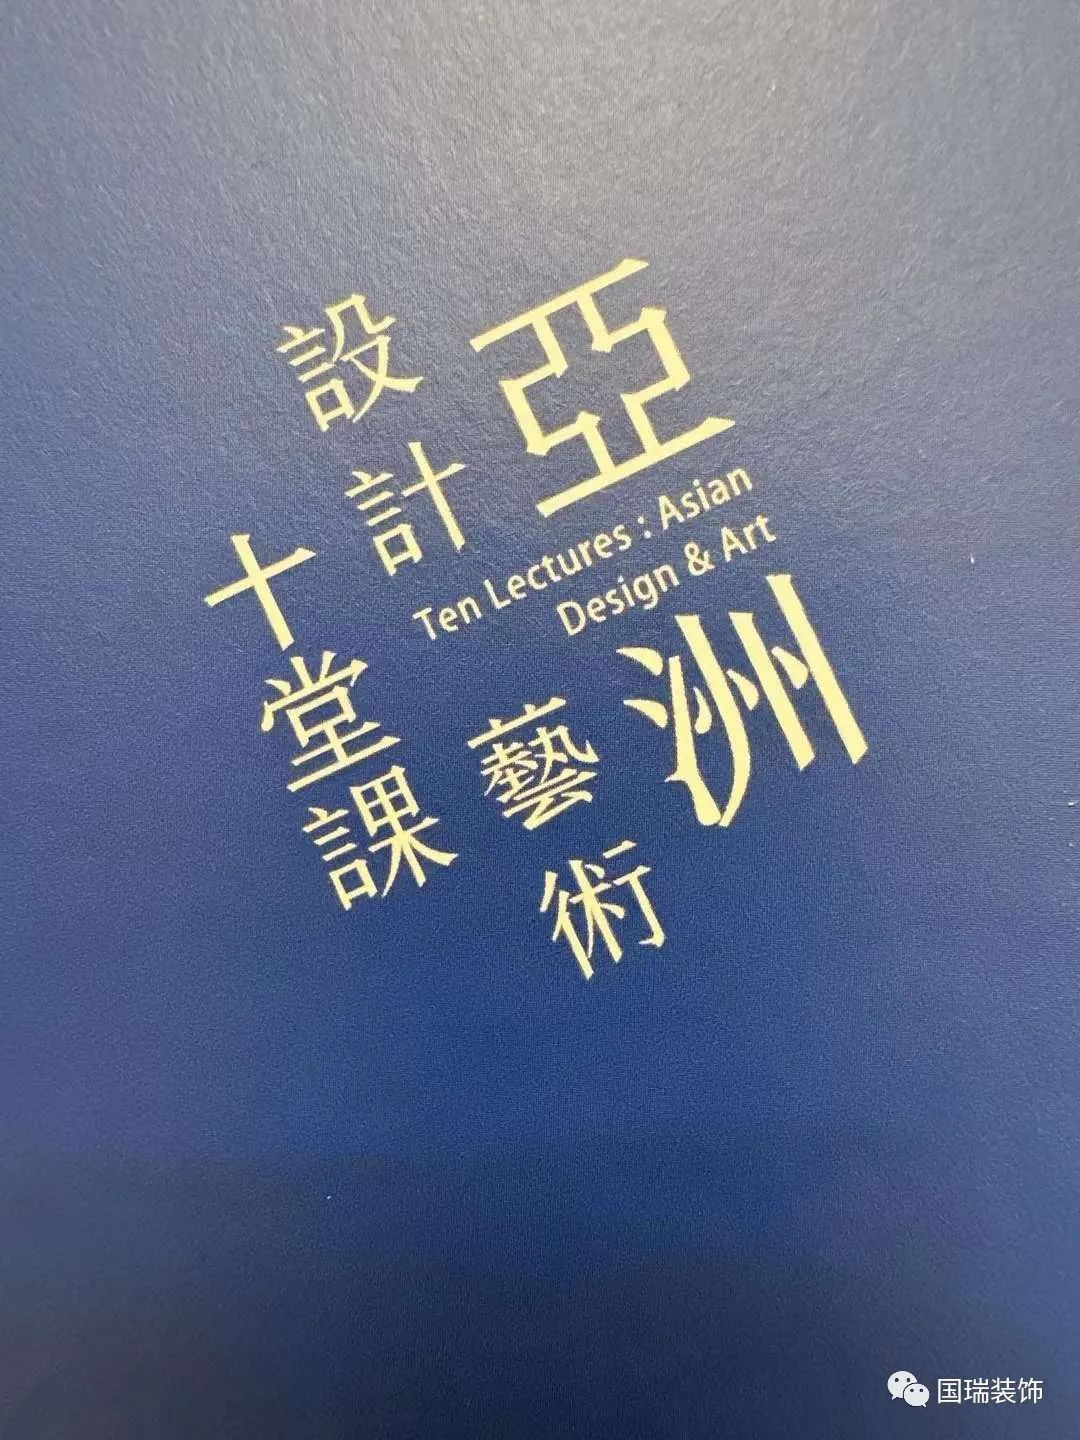 亞洲
Ten Lectures : Asian
Design & Art
設計藝術
十堂課
国瑞装饰